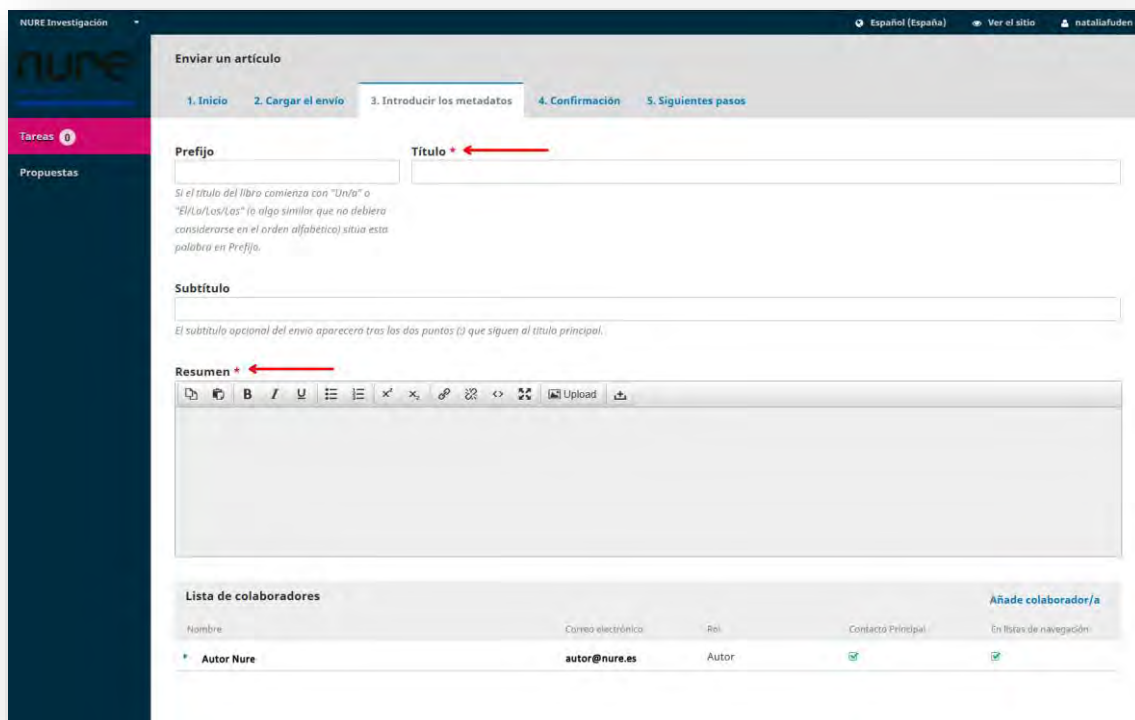 NURE Investigación
Español (España)
Ver el sitio
nataliafuden
nure
Enviar un artículo
1. Inicio
2. Cargar el envío
3. Introducir los metadatos
4. Confirmación
5. Siguientes pasos
Tareas 0
Propuestas
Prefijo
Título *
Si el título del libro comienza con "Un/a" o
"El/La/Los/Las" (o algo similar que no debiera
considerarse en el orden alfabético) situa esta
palabra en Prefijo.
Subtítulo
El subtítulo opcional del envío aparecerá tras los dos puntos (:) que siguen al título principal.
Resumen *
B I U x² x₂ Upload
Lista de colaboradores
Añade colaborador/a
Nombre
Correo electrónico
Rol
Contacto Principal
En listas de navegación
Autor Nure
autor@nure.es
Autor